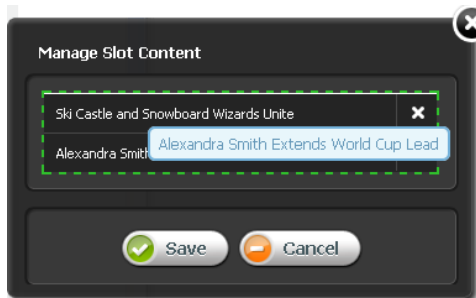 Manage Slot Content
Ski Castle and Snowboard Wizards Unite
Alexandra Smith
Alexandra Smith Extends World Cup Lead
Save
Cancel